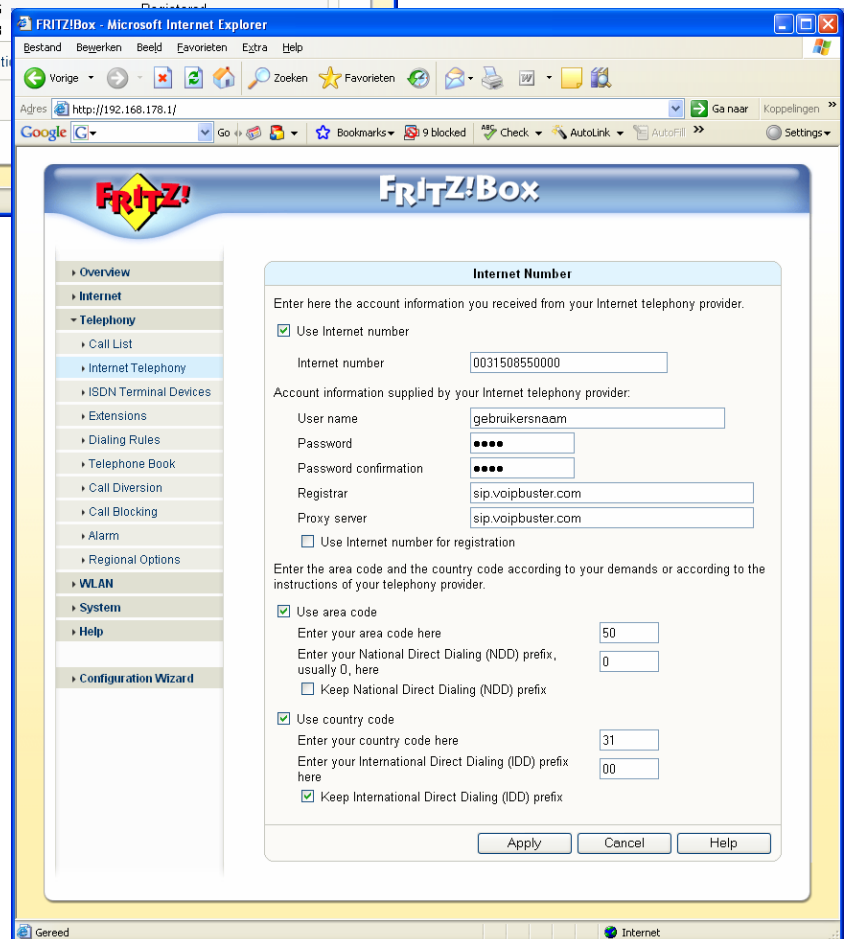 Registered
FRITZ!Box - Microsoft Internet Explorer
Bestand Bewerken Beeld Favorieten Extra Help
Vorige Zoeken Favorieten
Adres http://192.168.178.1/ Ga naar Koppelingen »
Google G Go Bookmarks 9 blocked ABC Check AutoLink AutoFill » Settings
FRITZ! FRITZ!Box
Overview
Internet
Telephony
Call List
Internet Telephony
ISDN Terminal Devices
Extensions
Dialing Rules
Telephone Book
Call Diversion
Call Blocking
Alarm
Regional Options
WLAN
System
Help
Configuration Wizard
Internet Number
Enter here the account information you received from your Internet telephony provider.
Use Internet number
Internet number 0031508550000
Account information supplied by your Internet telephony provider:
User name gebruikersnaam
Password ●●●●
Password confirmation ●●●●
Registrar sip.voipbuster.com
Proxy server sip.voipbuster.com
Use Internet number for registration
Enter the area code and the country code according to your demands or according to the
instructions of your telephony provider.
Use area code
Enter your area code here 50
Enter your National Direct Dialing (NDD) prefix,
usually 0, here 0
Keep National Direct Dialing (NDD) prefix
Use country code
Enter your country code here 31
Enter your International Direct Dialing (IDD) prefix
here 00
Keep International Direct Dialing (IDD) prefix
Apply Cancel Help
Gereed Internet